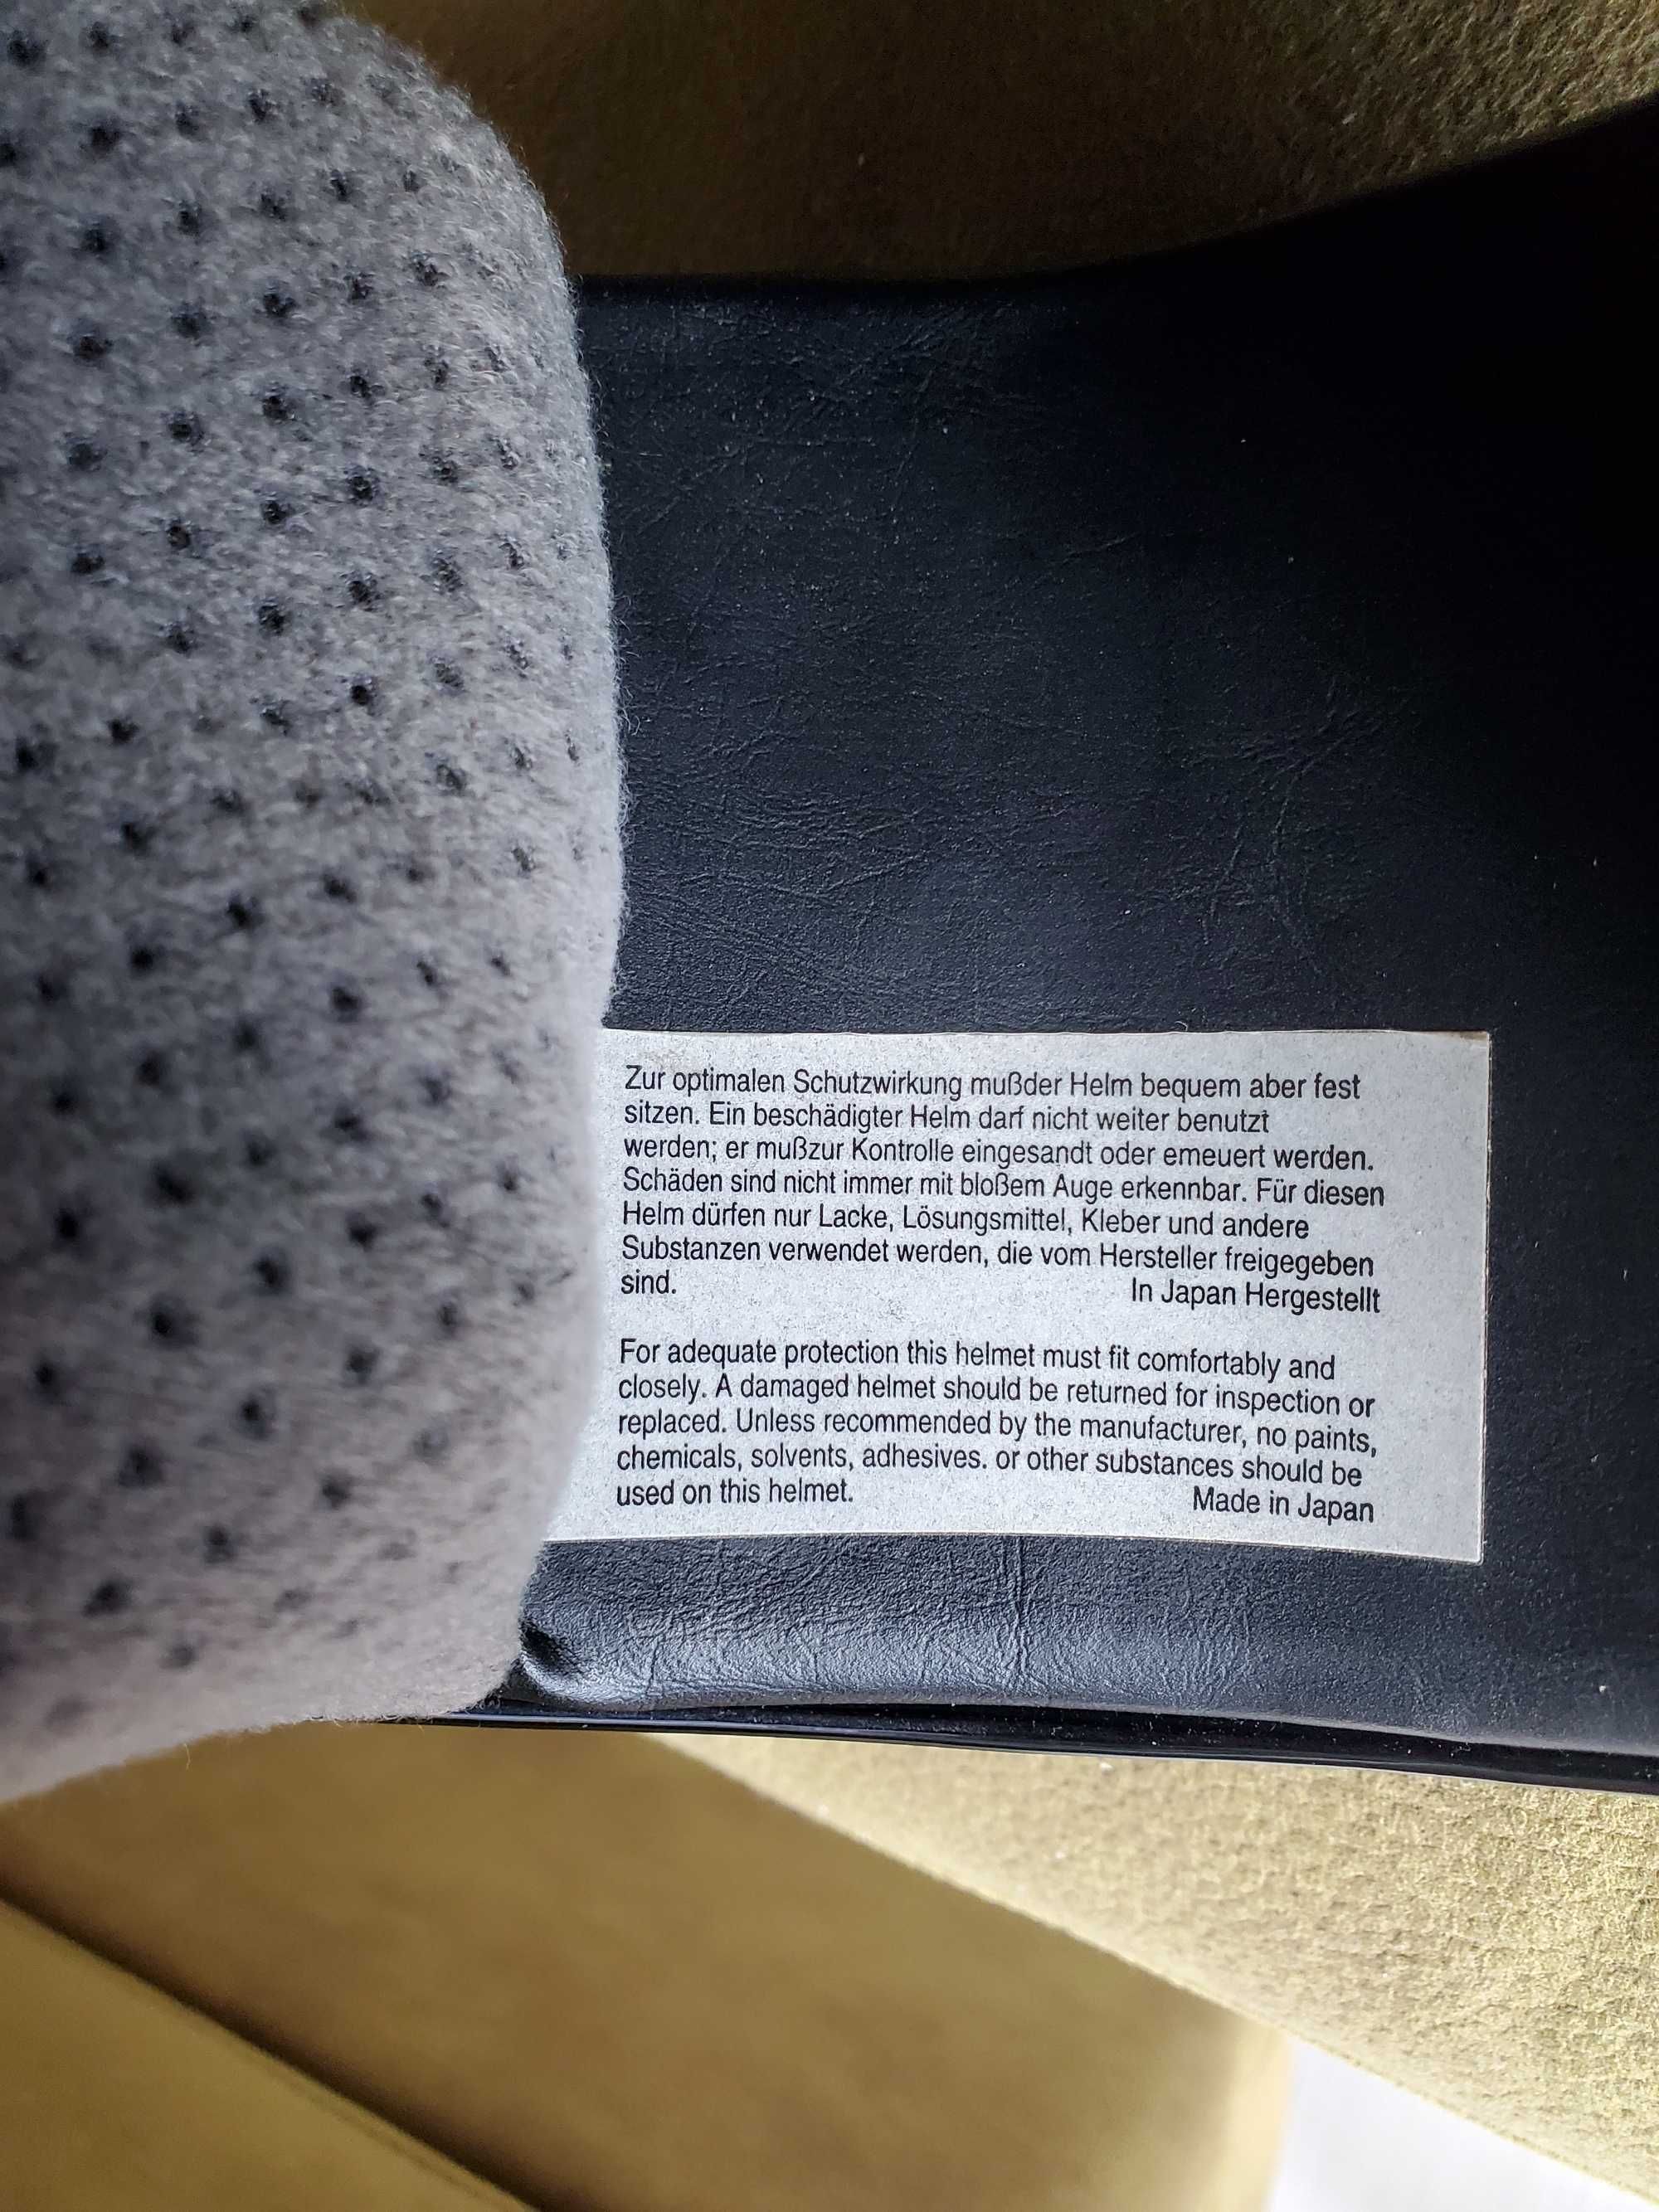 Zur optimalen Schutzwirkung mußder Helm bequem aber fest
sitzen. Ein beschädigter Helm darf nicht weiter benutzt
werden; er mußzur Kontrolle eingesandt oder emeuert werden.
Schäden sind nicht immer mit bloßem Auge erkennbar. Für diesen
Helm dürfen nur Lacke, Lösungsmittel, Kleber und andere
Substanzen verwendet werden, die vom Hersteller freigegeben
sind. In Japan Hergestellt
For adequate protection this helmet must fit comfortably and
closely. A damaged helmet should be returned for inspection or
replaced. Unless recommended by the manufacturer, no paints,
chemicals, solvents, adhesives. or other substances should be
used on this helmet. Made in Japan